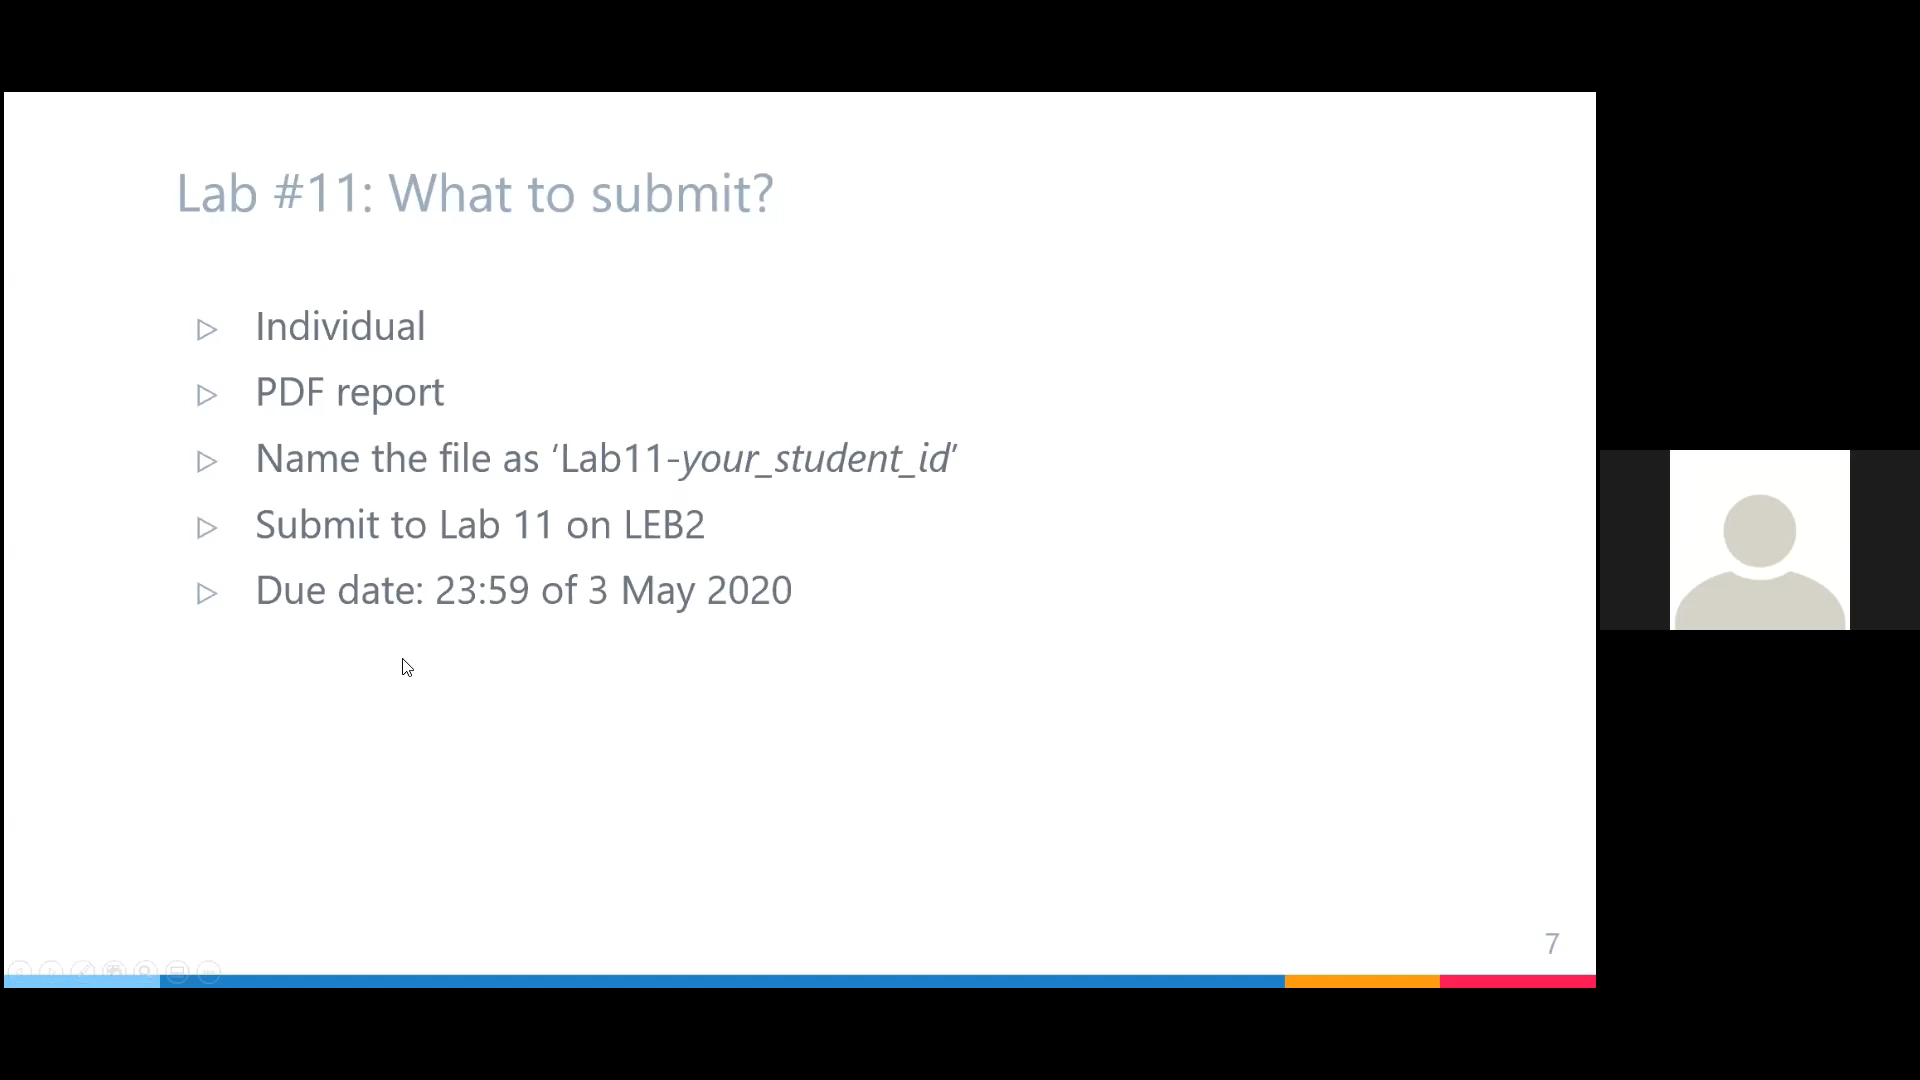 Lab #11: What to submit?
Individual
PDF report
Name the file as ‘Lab11-your_student_id’
Submit to Lab 11 on LEB2
Due date: 23:59 of 3 May 2020
7